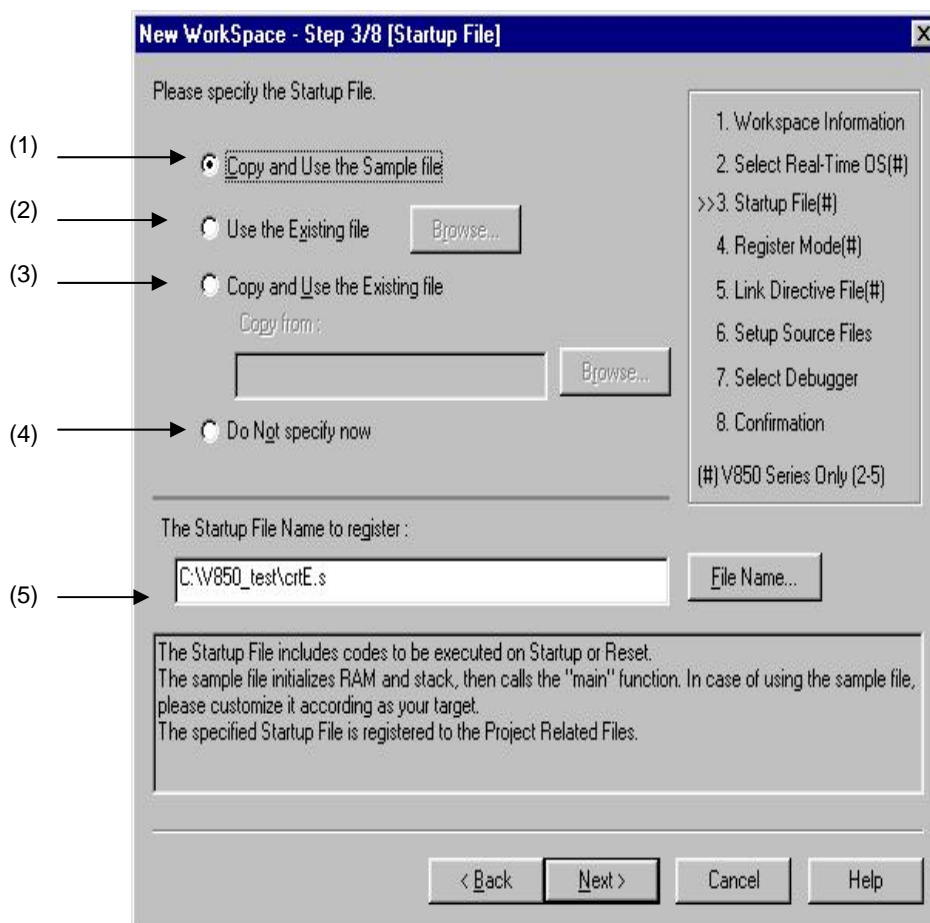 New WorkSpace - Step 3/8 [Startup File]
Please specify the Startup File.
(1)
Copy and Use the Sample file
(2)
Use the Existing file
Browse...
(3)
Copy and Use the Existing file
Copy from :
Browse...
(4)
Do Not specify now
1. Workspace Information
2. Select Real-Time OS(#)
>>3. Startup File(#)
4. Register Mode(#)
5. Link Directive File(#)
6. Setup Source Files
7. Select Debugger
8. Confirmation
(#) V850 Series Only (2-5)
The Startup File Name to register :
(5)
C:\V850_test\crtE.s
File Name...
The Startup File includes codes to be executed on Startup or Reset.
The sample file initializes RAM and stack, then calls the "main" function. In case of using the sample file,
please customize it according as your target.
The specified Startup File is registered to the Project Related Files.
< Back
Next >
Cancel
Help